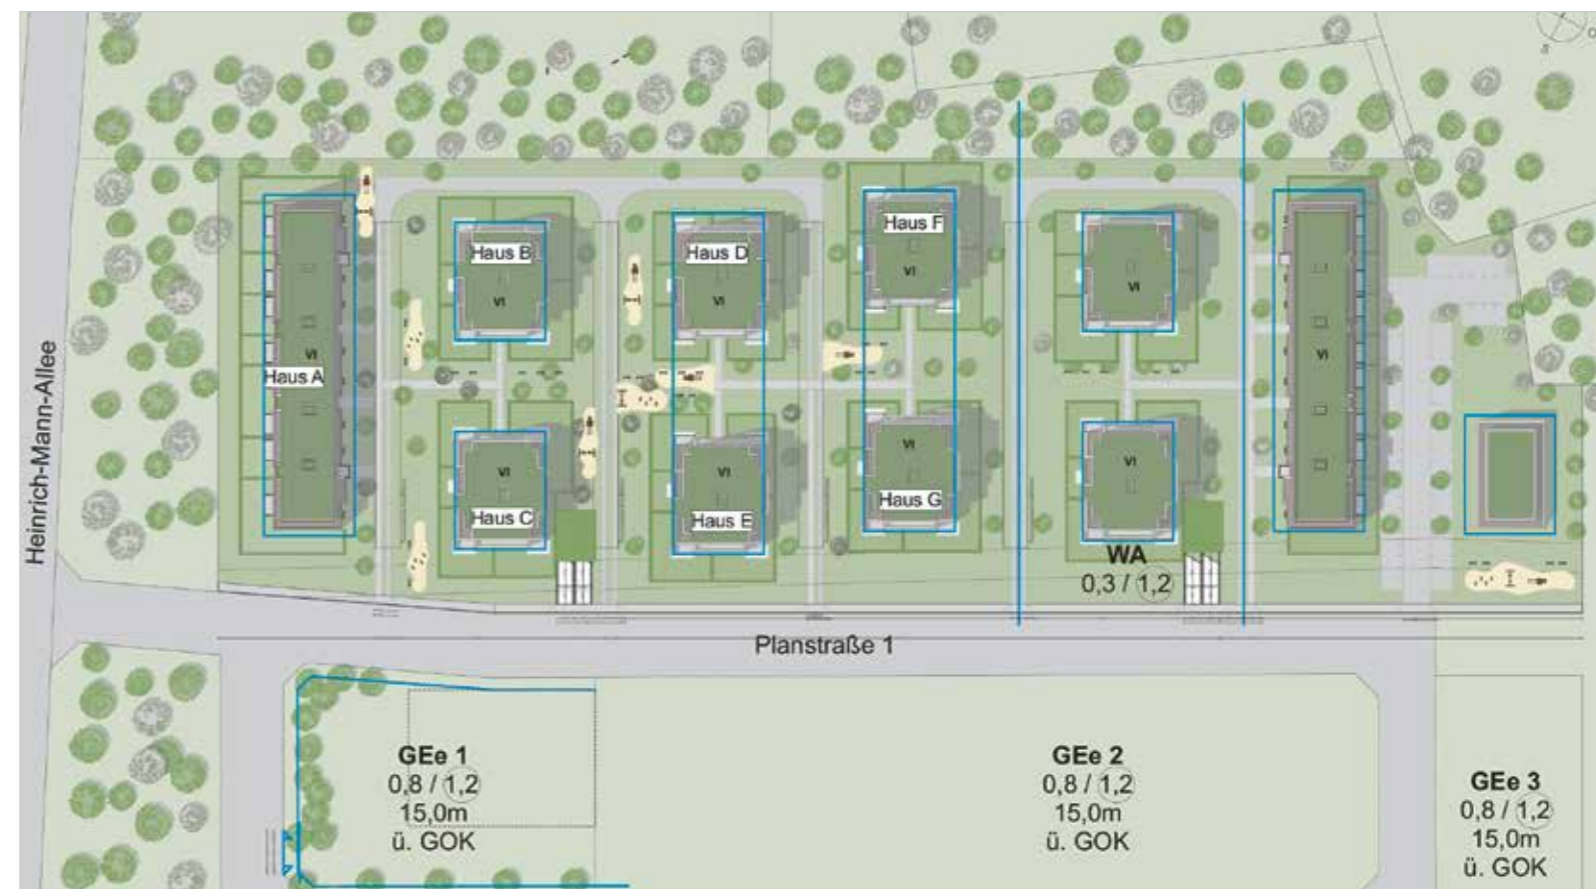 S
O
Haus F
Haus B
Haus D
VI
VI
VI
VI
VI
VI
Haus A
VI
Heinrich-Mann-Allee
VI
VI
VI
VI
Haus G
Haus C
Haus E
WA
0,3 / 1,2
Planstraße 1
GEe 1
0,8 / 1,2
15,0m
ü. GOK
GEe 2
0,8 / 1,2
15,0m
ü. GOK
GEe 3
0,8 / 1,2
15,0m
ü. GOK